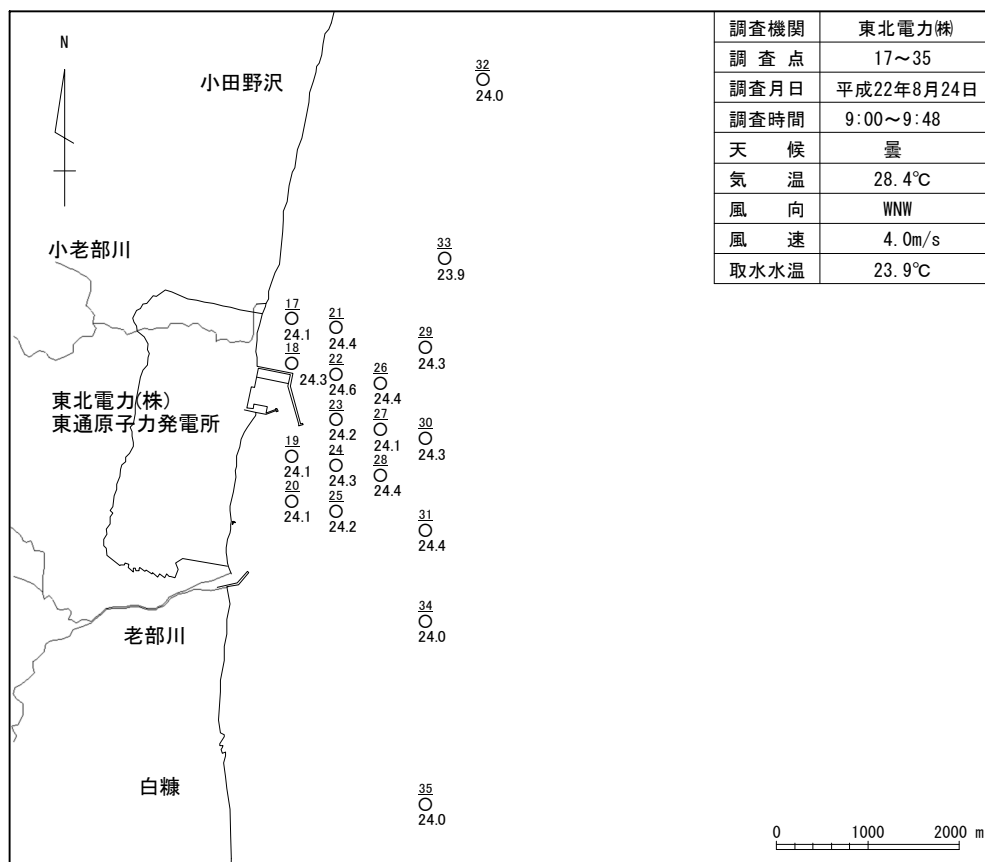 調査機関 東北電力㈱
調査点 17～35
調査月日 平成22年8月24日
調査時間 9:00～9:48
天候 曇
気温 28.4℃
風向 WNW
風速 4.0m/s
取水水温 23.9℃
N
小田野沢
32
24.0
小老部川
33
23.9
17
24.1
21
24.4
29
24.3
18
24.3
22
24.6
26
24.4
東北電力(株)
東通原子力発電所
23
24.2
27
24.1
30
24.3
19
24.1
24
24.3
28
24.4
20
24.1
25
24.2
31
24.4
34
24.0
老部川
白糠
35
24.0
0 1000 2000 m